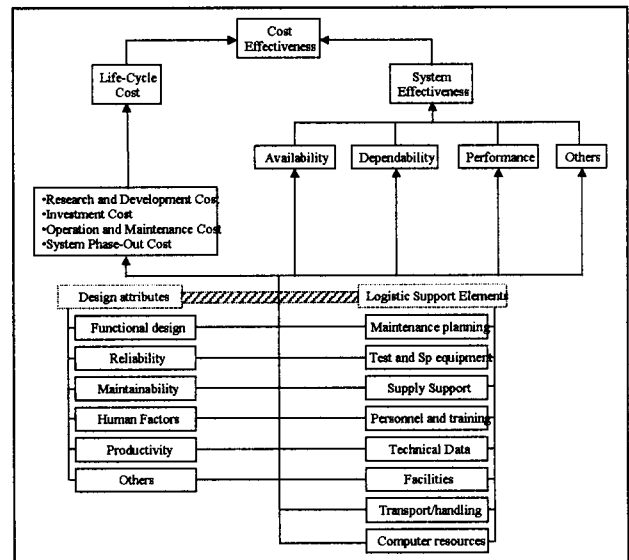 Cost
Effectiveness
Life-Cycle
Cost
System
Effectiveness
Availability
Dependability
Performance
Others
•Research and Development Cost
•Investment Cost
•Operation and Maintenance Cost
•System Phase-Out Cost
Design attributes
Logistic Support Elements
Functional design
Maintenance planning
Reliability
Test and Sp equipment
Maintainability
Supply Support
Human Factors
Personnel and training
Productivity
Technical Data
Others
Facilities
Transport/handling
Computer resources